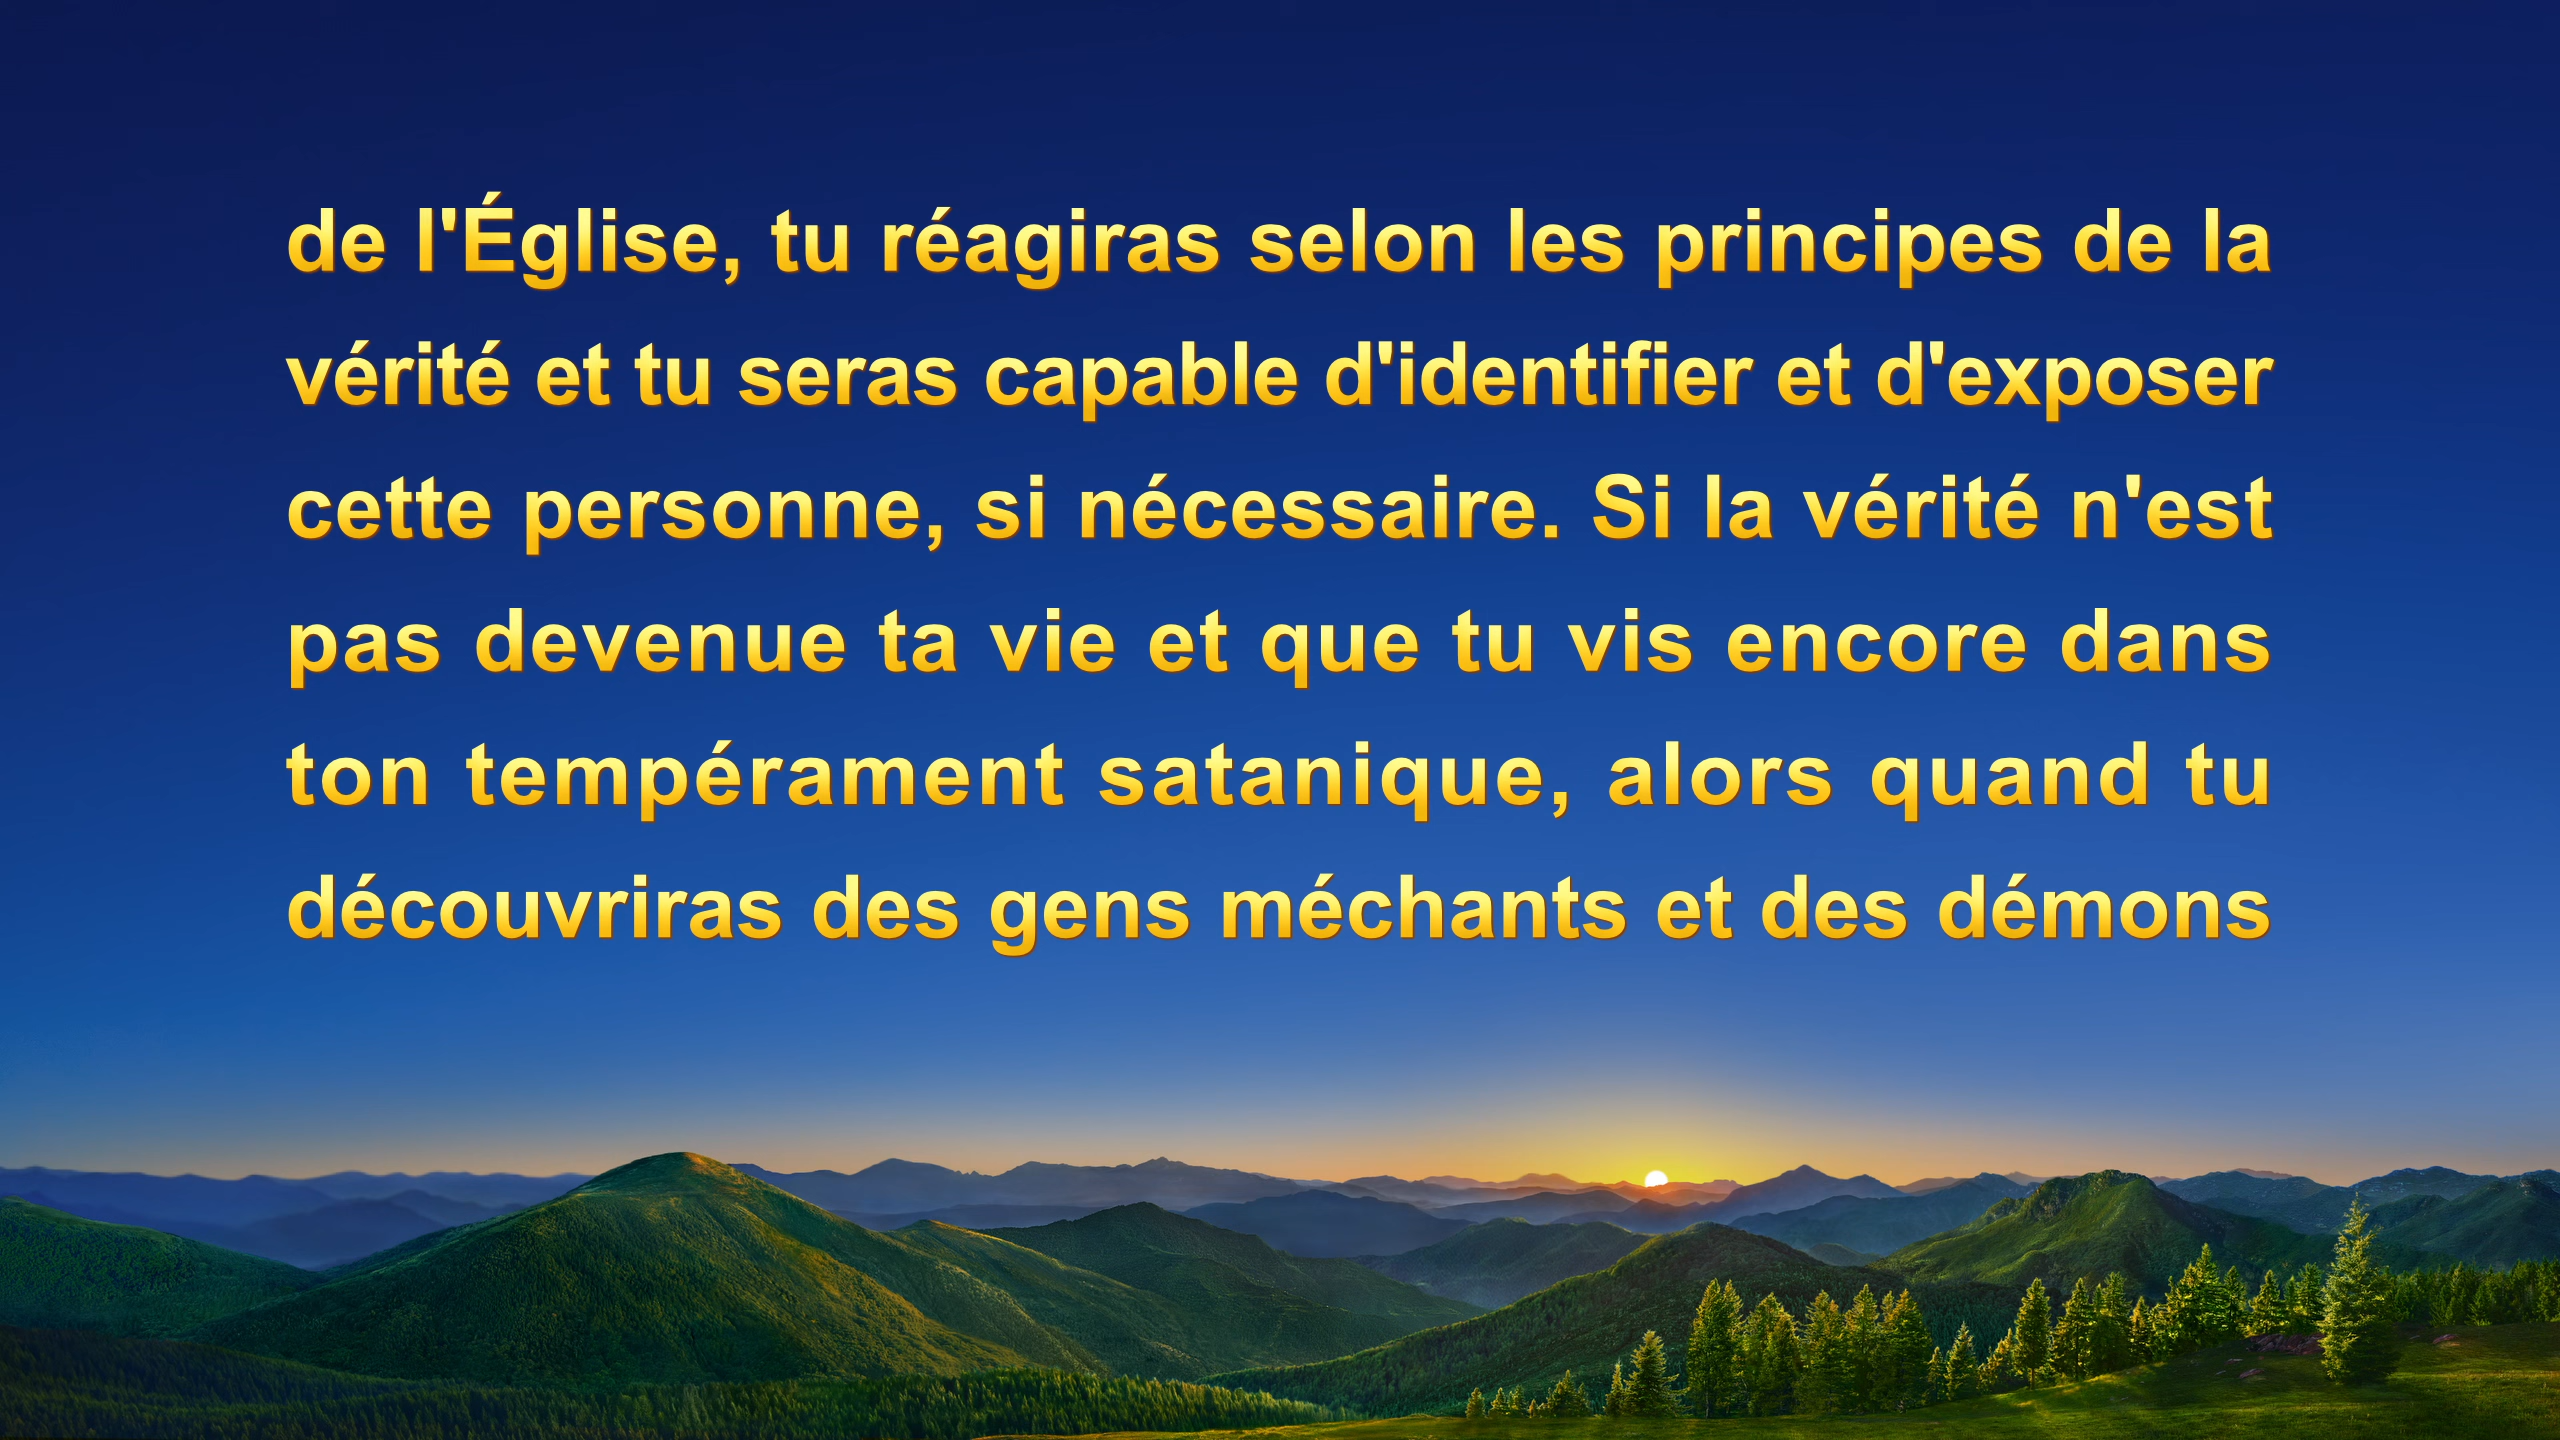 de l'Église, tu réagiras selon les principes de la
vérité et tu seras capable d'identifier et d'exposer
cette personne, si nécessaire. Si la vérité n'est
pas devenue ta vie et que tu vis encore dans
ton tempérament satanique, alors quand tu
découvriras des gens méchants et des démons